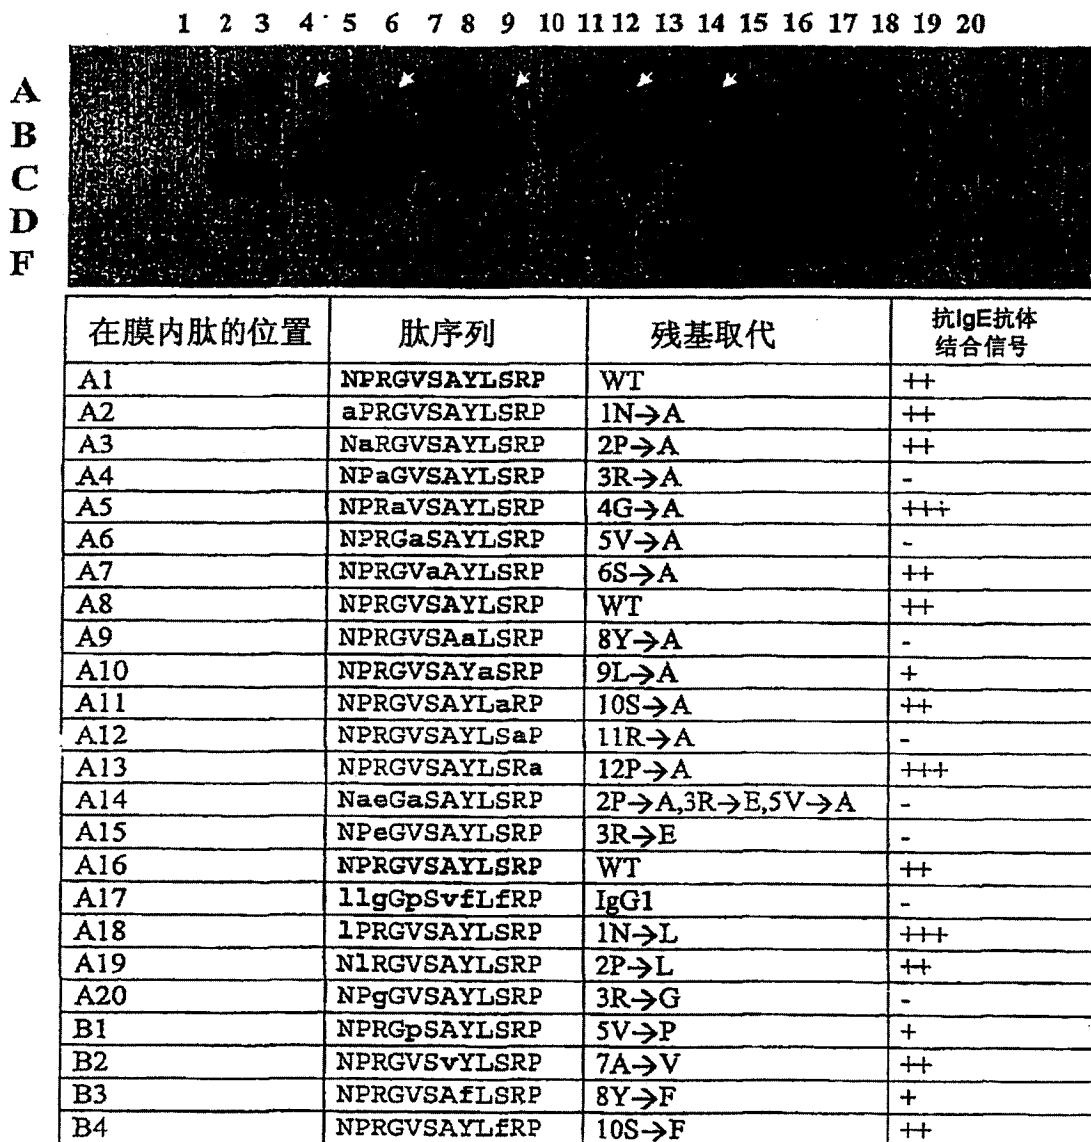 1 2 3 4 5 6 7 8 9 10 11 12 13 14 15 16 17 18 19 20
A
B
C
D
F
在膜内肽的位置 肽序列 残基取代 抗IgE抗体结合信号
A1 NPRGVSAYLSRP WT ++
A2 aPRGVSAYLSRP 1N→A ++
A3 NaRGVSAYLSRP 2P→A ++
A4 NPaGVSAYLSRP 3R→A -
A5 NPRaVSAYLSRP 4G→A +++
A6 NPRGaSAYLSRP 5V→A -
A7 NPRGVaAYLSRP 6S→A ++
A8 NPRGVSAYLSRP WT ++
A9 NPRGVSAaLSRP 8Y→A -
A10 NPRGVSAYaSRP 9L→A +
A11 NPRGVSAYLaRP 10S→A ++
A12 NPRGVSAYLSaP 11R→A -
A13 NPRGVSAYLSRa 12P→A +++
A14 NaeGaSAYLSRP 2P→A,3R→E,5V→A -
A15 NPeGVSAYLSRP 3R→E -
A16 NPRGVSAYLSRP WT ++
A17 llgGpSvfLfRP IgG1 -
A18 lPRGVSAYLSRP 1N→L +++
A19 NlRGVSAYLSRP 2P→L ++
A20 NPgGVSAYLSRP 3R→G -
B1 NPRGpSAYLSRP 5V→P +
B2 NPRGVSvYLSRP 7A→V ++
B3 NPRGVSAfLSRP 8Y→F +
B4 NPRGVSAYLfRP 10S→F ++